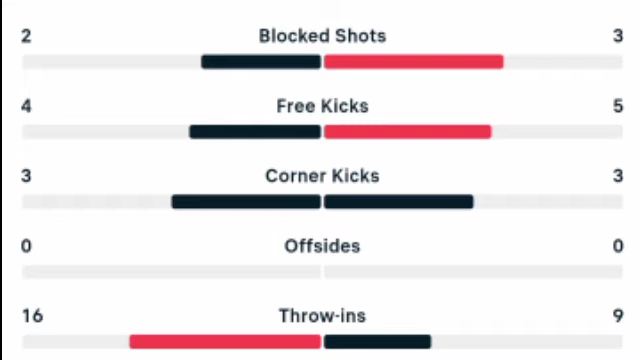 2 Blocked Shots 3
4 Free Kicks 5
3 Corner Kicks 3
0 Offsides 0
16 Throw-ins 9